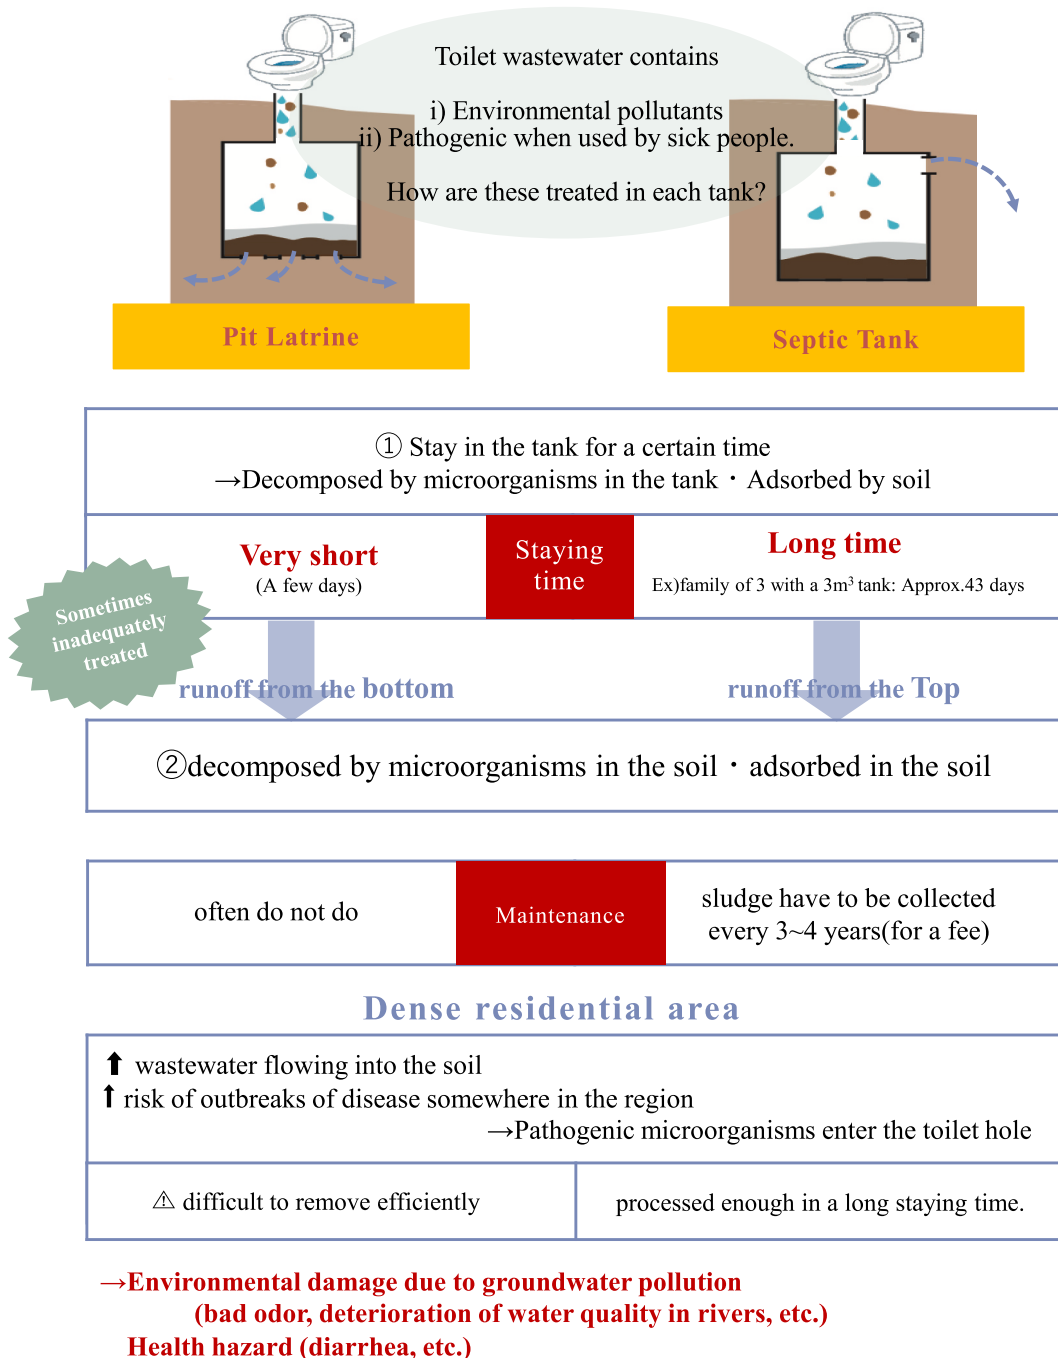 Toilet wastewater contains
i) Environmental pollutants
ii) Pathogenic when used by sick people.
How are these treated in each tank?
Pit Latrine
Septic Tank
① Stay in the tank for a certain time
→Decomposed by microorganisms in the tank・Adsorbed by soil
Very short
(A few days)
Staying
time
Long time
Ex)family of 3 with a 3m³ tank: Approx.43 days
Sometimes
inadequately
treated
runoff from the bottom
runoff from the Top
②decomposed by microorganisms in the soil・adsorbed in the soil
often do not do
Maintenance
sludge have to be collected
every 3~4 years(for a fee)
Dense residential area
⬆ wastewater flowing into the soil
⬆ risk of outbreaks of disease somewhere in the region
→Pathogenic microorganisms enter the toilet hole
⚠ difficult to remove efficiently
processed enough in a long staying time.
→Environmental damage due to groundwater pollution
(bad odor, deterioration of water quality in rivers, etc.)
Health hazard (diarrhea, etc.)